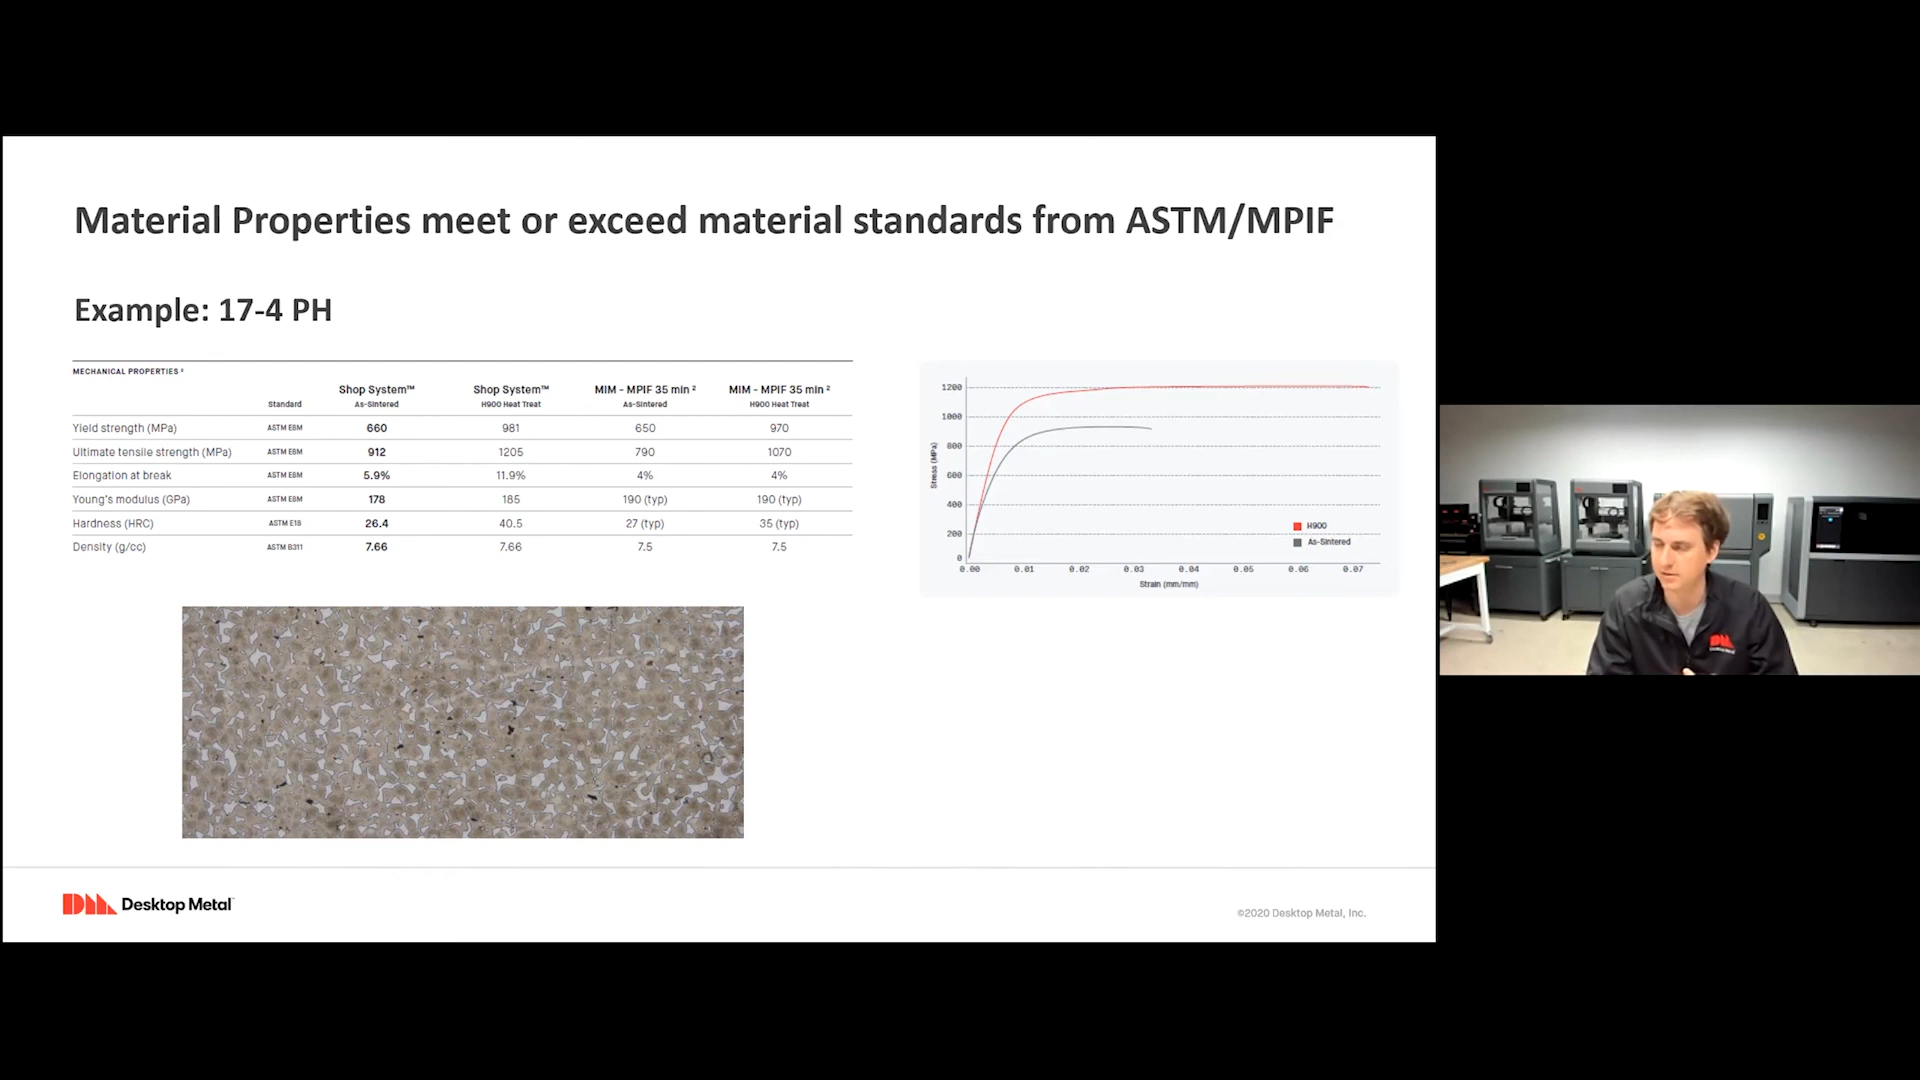 Material Properties meet or exceed material standards from ASTM/MPIF
Example: 17-4 PH
MECHANICAL PROPERTIES ²
Standard Shop System™ As-Sintered Shop System™ H900 Heat Treat MIM - MPIF 35 min ² As-Sintered MIM - MPIF 35 min ² H900 Heat Treat
Yield strength (MPa) ASTM E8M 660 981 650 970
Ultimate tensile strength (MPa) ASTM E8M 912 1205 790 1070
Elongation at break ASTM E8M 5.9% 11.9% 4% 4%
Young's modulus (GPa) ASTM E8M 178 185 190 (typ) 190 (typ)
Hardness (HRC) ASTM E18 26.4 40.5 27 (typ) 35 (typ)
Density (g/cc) ASTM B311 7.66 7.66 7.5 7.5
Stress (MPa)
1200
1000
800
600
400
200
0
0.00 0.01 0.02 0.03 0.04 0.05 0.06 0.07
Strain (mm/mm)
H900
As-Sintered
DM Desktop Metal
©2020 Desktop Metal, Inc.